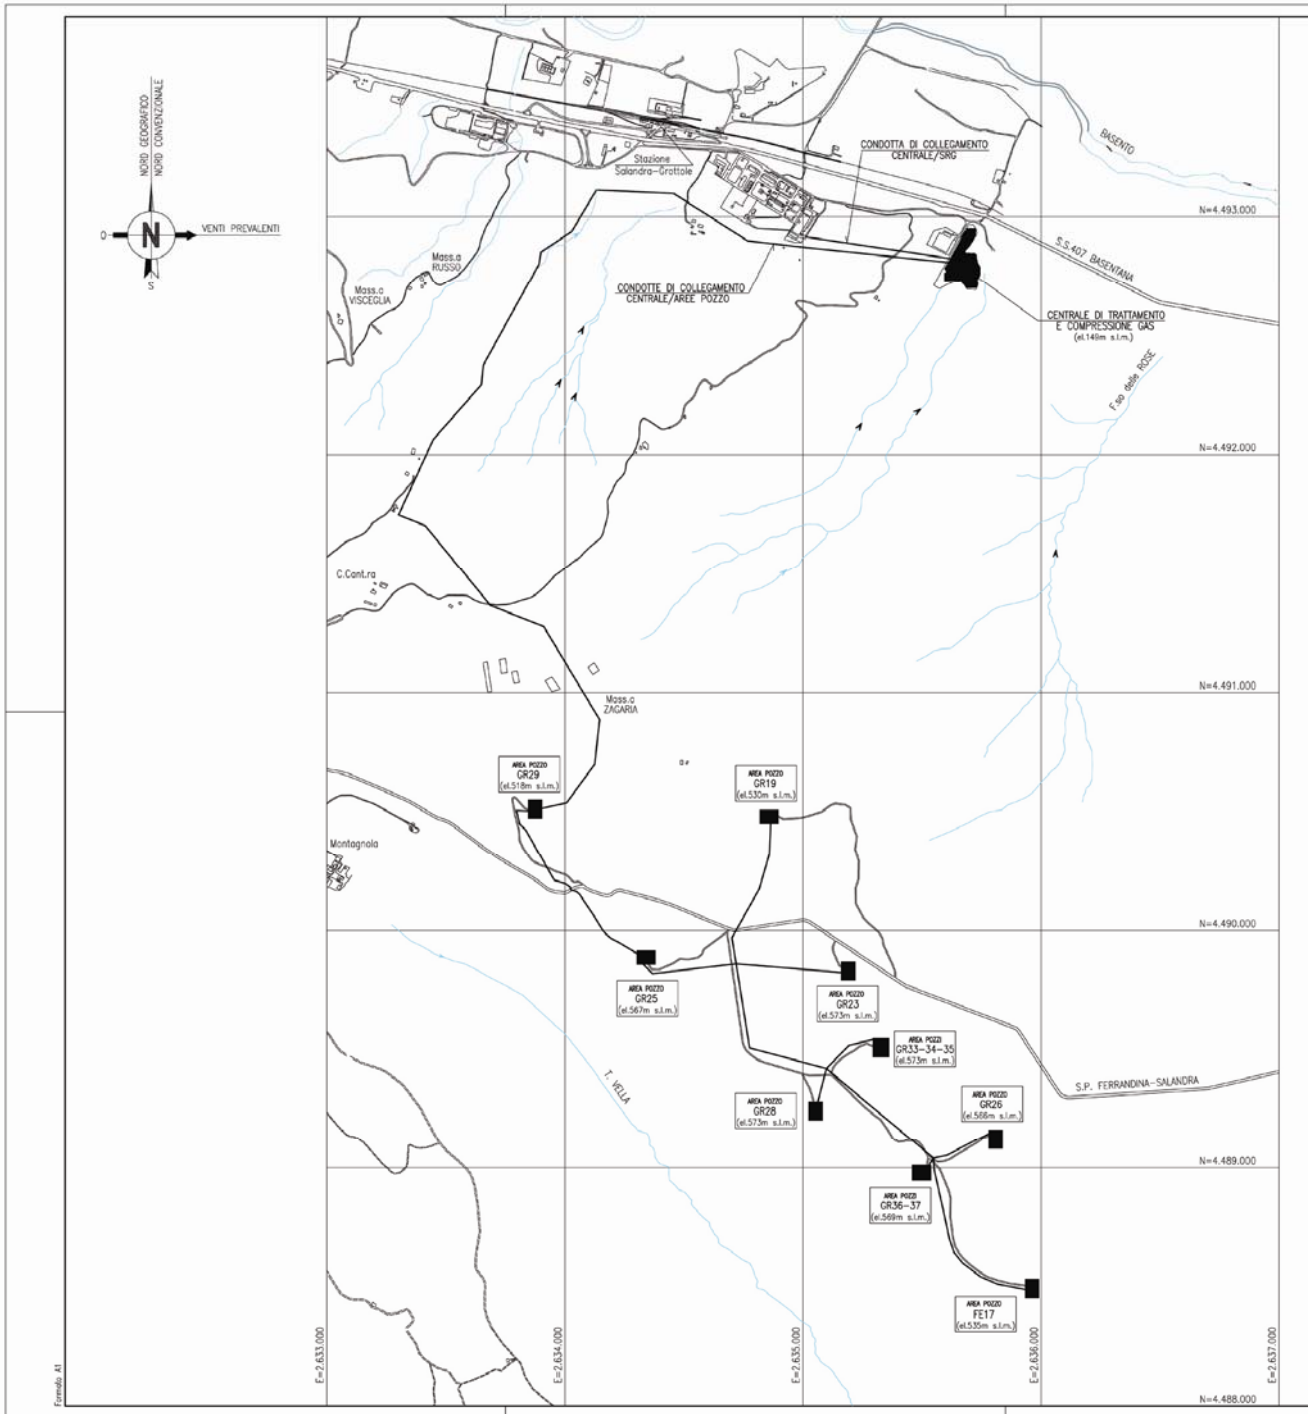 NORD GEOGRAFICO
NORD CONVENZIONALE
O
N
S
VENTI PREVALENTI
BASENTO
CONDOTTA DI COLLEGAMENTO
CENTRALE/SRG
Stazione
Salandra-Grottole
N=4.493.000
S.S.407 BASENTANA
Mass.a
RUSSO
Mass.a
VISCEGLIA
CONDOTTE DI COLLEGAMENTO
CENTRALE/AREE POZZO
CENTRALE DI TRATTAMENTO
E COMPRESSIONE GAS
(el.149m s.l.m.)
F.so delle ROSE
N=4.492.000
C.Cant.ra
N=4.491.000
Mass.a
ZAGARIA
AREA POZZO
GR29
(el.518m s.l.m.)
AREA POZZO
GR19
(el.530m s.l.m.)
Montagnola
N=4.490.000
AREA POZZO
GR25
(el.567m s.l.m.)
AREA POZZO
GR23
(el.573m s.l.m.)
AREA POZZI
GR33-34-35
(el.573m s.l.m.)
T. VELLA
S.P. FERRANDINA-SALANDRA
AREA POZZO
GR28
(el.573m s.l.m.)
AREA POZZO
GR26
(el.566m s.l.m.)
N=4.489.000
AREA POZZI
GR36-37
(el.569m s.l.m.)
AREA POZZO
FE17
(el.535m s.l.m.)
E=2.633.000
E=2.634.000
E=2.635.000
E=2.636.000
E=2.637.000
N=4.488.000
Formato A1